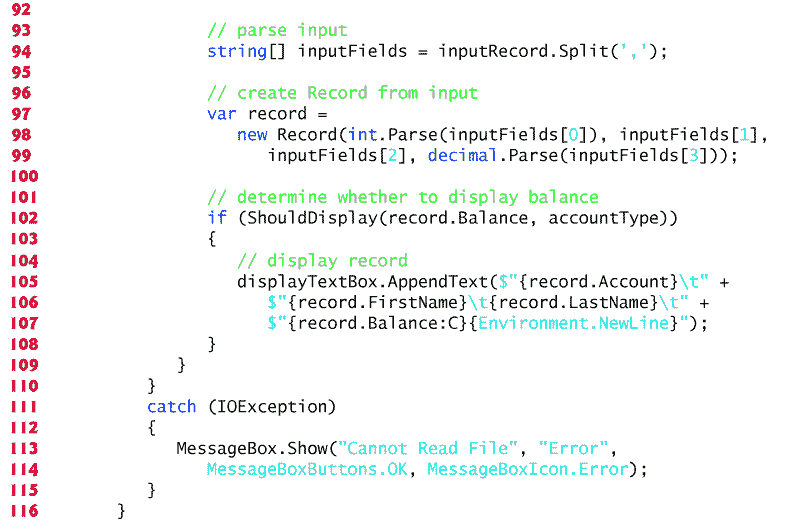 92
93 // parse input
94 string[] inputFields = inputRecord.Split(',');
95
96 // create Record from input
97 var record =
98 new Record(int.Parse(inputFields[0]), inputFields[1],
99 inputFields[2], decimal.Parse(inputFields[3]));
100
101 // determine whether to display balance
102 if (ShouldDisplay(record.Balance, accountType))
103 {
104 // display record
105 displayTextBox.AppendText($"{record.Account}\t" +
106 $"{record.FirstName}\t{record.LastName}\t" +
107 $"{record.Balance:C}{Environment.NewLine}");
108 }
109 }
110 }
111 catch (IOException)
112 {
113 MessageBox.Show("Cannot Read File", "Error",
114 MessageBoxButtons.OK, MessageBoxIcon.Error);
115 }
116 }